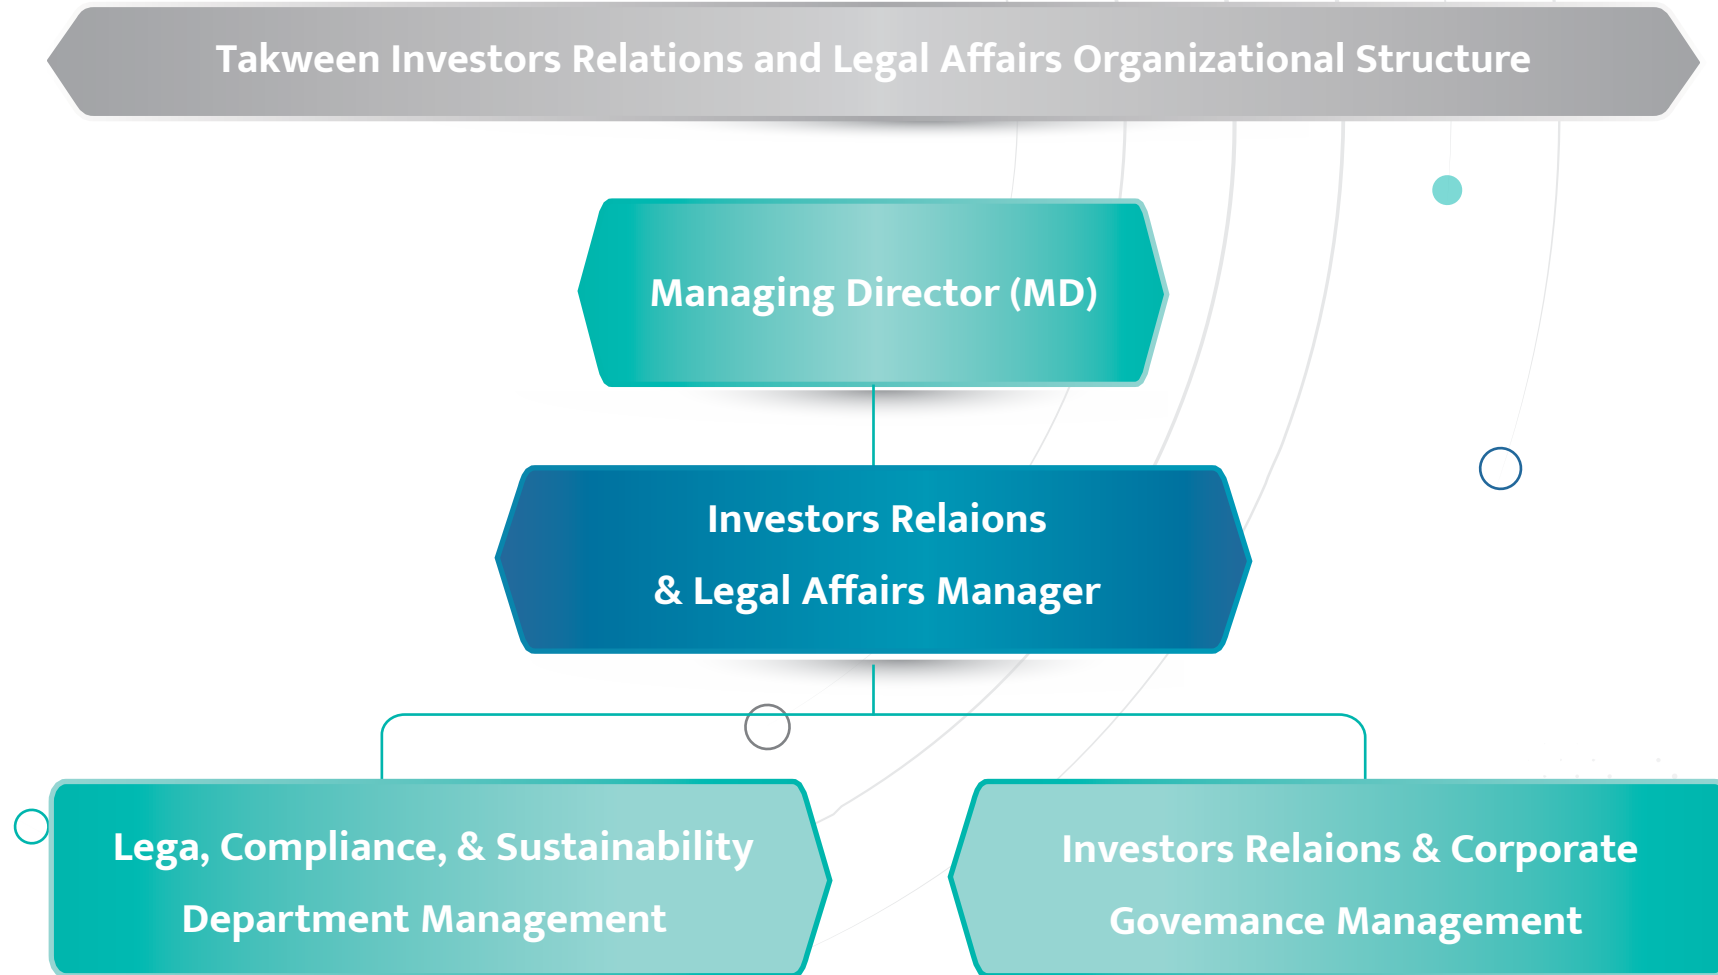 Takween Investors Relations and Legal Affairs Organizational Structure
Managing Director (MD)
Investors Relaions
& Legal Affairs Manager
Lega, Compliance, & Sustainability
Department Management
Investors Relaions & Corporate
Govemance Management